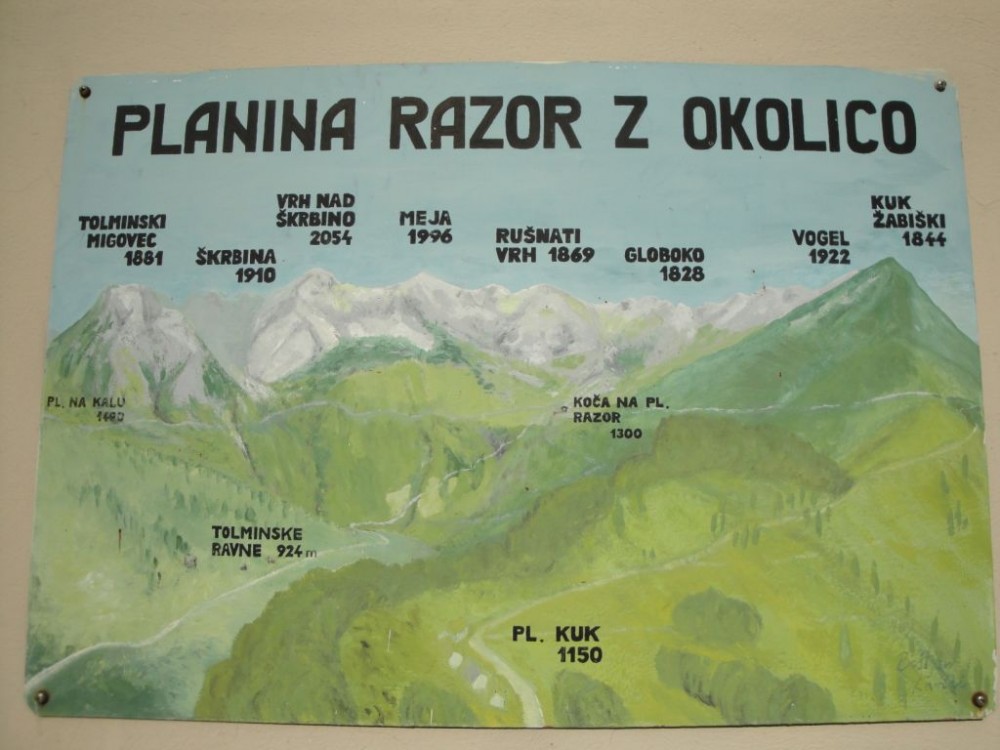 PLANINA RAZOR Z OKOLICO
TOLMINSKI
MIGOVEC
1881
ŠKRBINA
1910
VRH NAD
ŠKRBINO
2054
MEJA
1996
RUŠNATI
VRH 1869
GLOBOKO
1828
VOGEL
1922
KUK
ŽABIŠKI
1844
PL. NA KALU
KOČA NA PL.
RAZOR
1300
TOLMINSKE
RAVNE 924m
PL. KUK
1150